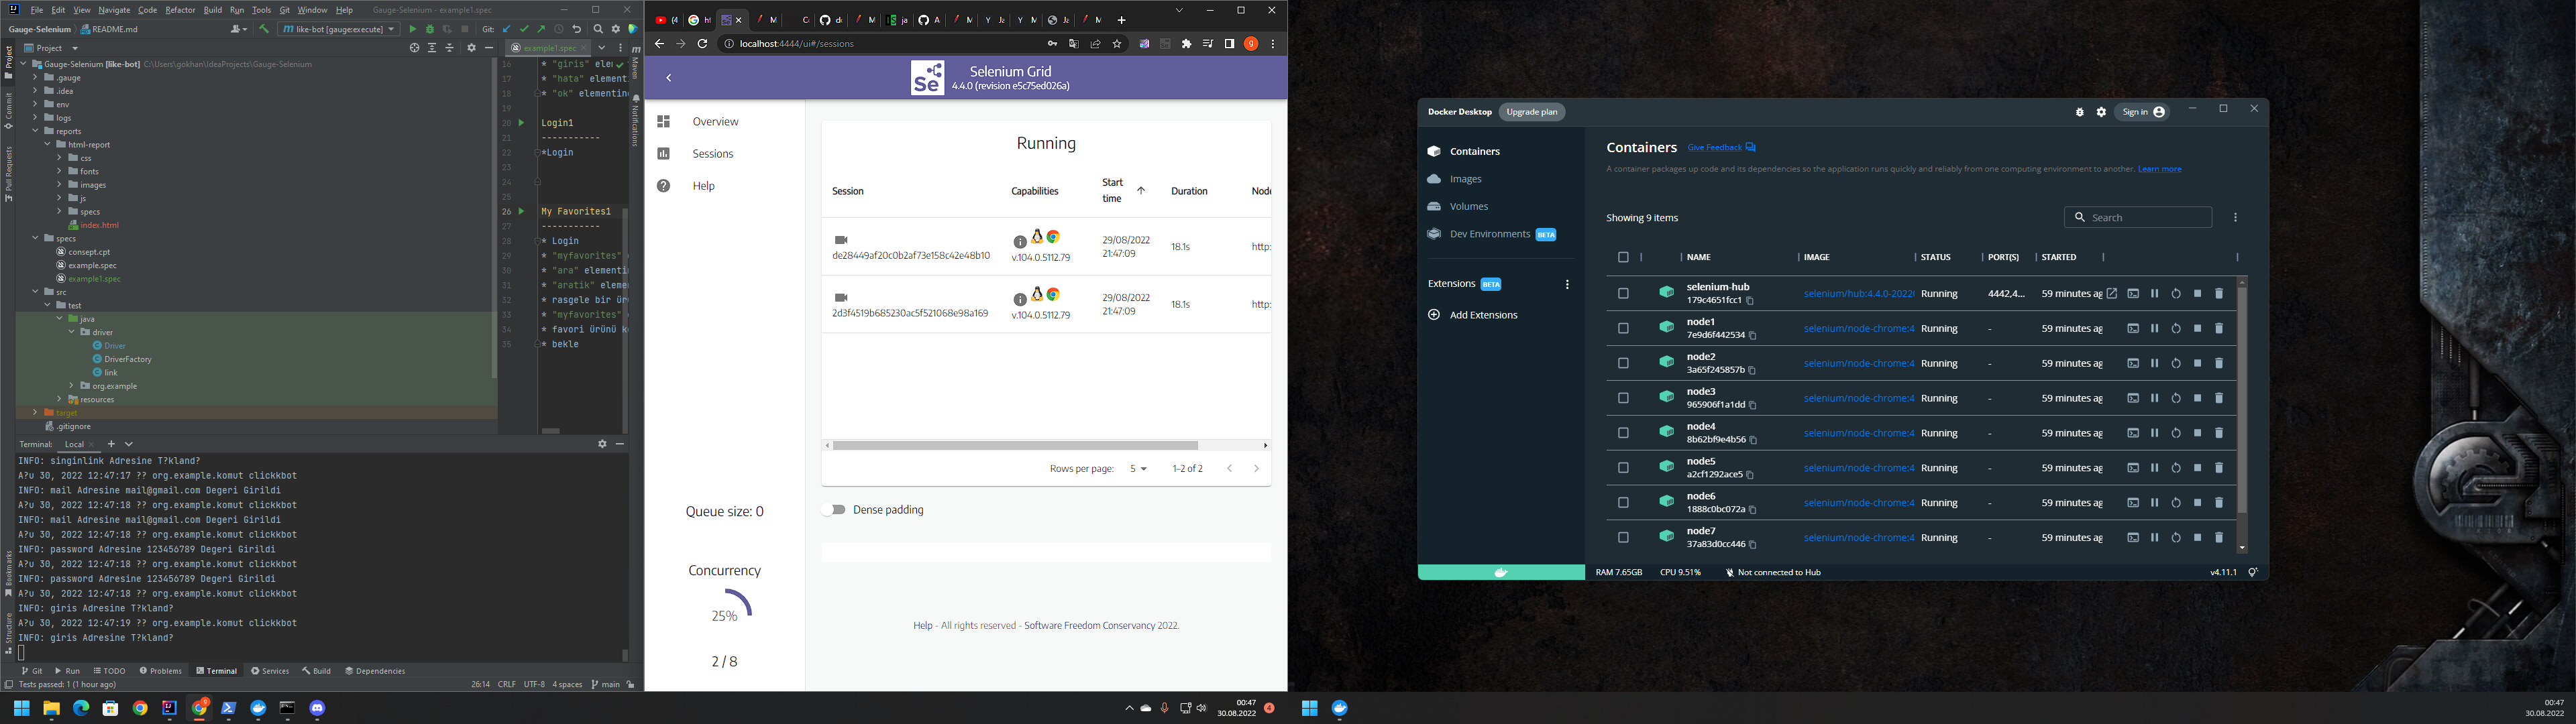 File Edit View Navigate Code Refactor Build Run Tools Git Window Help Gauge-Selenium - example1.spec
Gauge-Selenium README.md like-bot [gauge:execute] Git:
Project
example1.spec
Gauge-Selenium [like-bot] C:\Users\gokhan\IdeaProjects\Gauge-Selenium
.gauge
.idea
env
logs
reports
html-report
css
fonts
images
js
specs
index.html
specs
consept.cpt
example.spec
example1.spec
src
test
java
driver
Driver
DriverFactory
link
org.example
resources
target
.gitignore
16 * "giris" ele
17 * "hata" elementi
18 * "ok" elementin
19
20 Login1
21 -----------
22 *Login
23
24
25
26 My Favorites1
27 -----------
28 * Login
29 * "myfavorites"
30 * "ara" elementin
31 * "aratik" elemen
32 * rasgele bir ürü
33 * "myfavorites"
34 * favori ürünü k
35 * bekle
Project
Commit
Pull Requests
Bookmarks
Structure
Maven
Notifications
Terminal: Local
INFO: singinlink Adresine T?kland?
A?u 30, 2022 12:47:17 ?? org.example.komut clickkbot
INFO: mail Adresine mail@gmail.com Degeri Girildi
A?u 30, 2022 12:47:18 ?? org.example.komut clickkbot
INFO: mail Adresine mail@gmail.com Degeri Girildi
A?u 30, 2022 12:47:18 ?? org.example.komut clickkbot
INFO: password Adresine 123456789 Degeri Girildi
A?u 30, 2022 12:47:18 ?? org.example.komut clickkbot
INFO: password Adresine 123456789 Degeri Girildi
A?u 30, 2022 12:47:18 ?? org.example.komut clickkbot
INFO: giris Adresine T?kland?
A?u 30, 2022 12:47:19 ?? org.example.komut clickkbot
INFO: giris Adresine T?kland?
Git Run TODO Problems Terminal Services Build Dependencies
Tests passed: 1 (1 hour ago) 26:14 CRLF UTF-8 4 spaces main
localhost:4444/ui#/sessions
Selenium Grid
4.4.0 (revision e5c75ed026a)
Se
Overview
Sessions
Help
Queue size: 0
Concurrency
25%
2 / 8
Running
Session Capabilities Start time Duration Node
de28449af20c0b2af73e158c42e48b10 v.104.0.5112.79 29/08/2022 21:47:09 18.1s http:
2d3f4519b685230ac5f521068e98a169 v.104.0.5112.79 29/08/2022 21:47:09 18.1s http:
Rows per page: 5 1-2 of 2
Dense padding
Help - All rights reserved - Software Freedom Conservancy 2022.
Docker Desktop Upgrade plan Sign in
Containers
Images
Volumes
Dev Environments BETA
Extensions BETA
Add Extensions
Containers Give Feedback
A container packages up code and its dependencies so the application runs quickly and reliably from one computing environment to another. Learn more
Showing 9 items
Search
NAME IMAGE STATUS PORT(S) STARTED
selenium-hub
179c4651fcc1 selenium/hub:4.4.0-2022 Running 4442,4... 59 minutes ag
node1
7e9d6f442534 selenium/node-chrome:4 Running - 59 minutes ag
node2
3a65f245857b selenium/node-chrome:4 Running - 59 minutes ag
node3
965906f1a1dd selenium/node-chrome:4 Running - 59 minutes ag
node4
8b62bf9e4b56 selenium/node-chrome:4 Running - 59 minutes ag
node5
a2cf1292ace5 selenium/node-chrome:4 Running - 59 minutes ag
node6
1888c0bc072a selenium/node-chrome:4 Running - 59 minutes ag
node7
37a83d0cc446 selenium/node-chrome:4 Running - 59 minutes ag
RAM 7.65GB CPU 9.51% Not connected to Hub v4.11.1
00:47
30.08.2022
4
00:47
30.08.2022